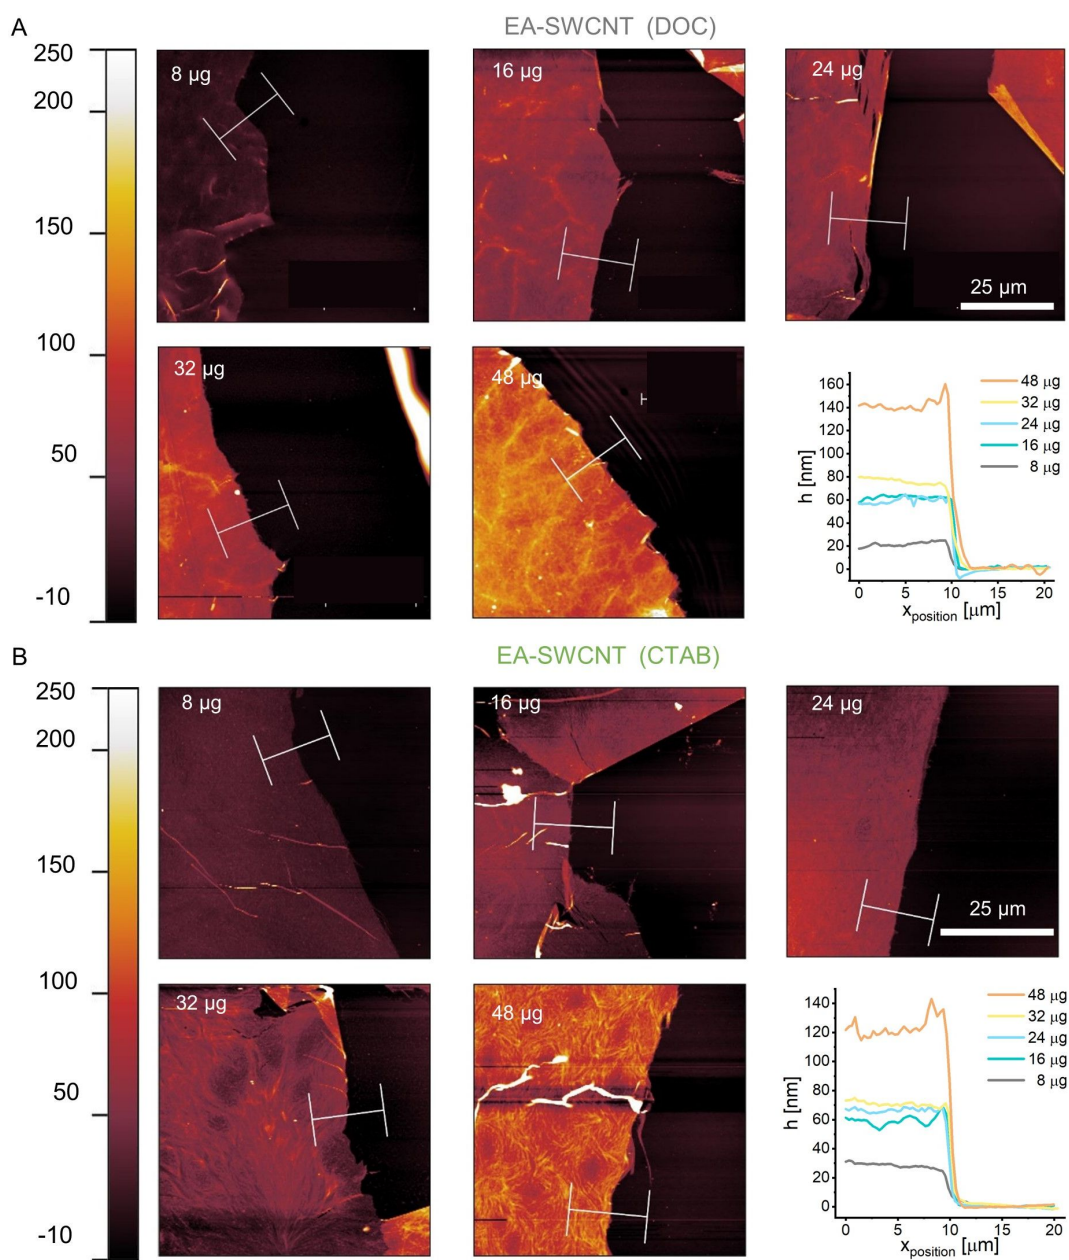 A
EA-SWCNT (DOC)
250
200
150
100
50
-10
8 µg
16 µg
24 µg
25 µm
32 µg
48 µg
160
140
120
100
80
60
40
20
0
h [nm]
48 µg
32 µg
24 µg
16 µg
8 µg
0 5 10 15 20
xposition [µm]
B
EA-SWCNT (CTAB)
250
200
150
100
50
-10
8 µg
16 µg
24 µg
25 µm
32 µg
48 µg
140
120
100
80
60
40
20
0
h [nm]
48 µg
32 µg
24 µg
16 µg
8 µg
0 5 10 15 20
xposition [µm]